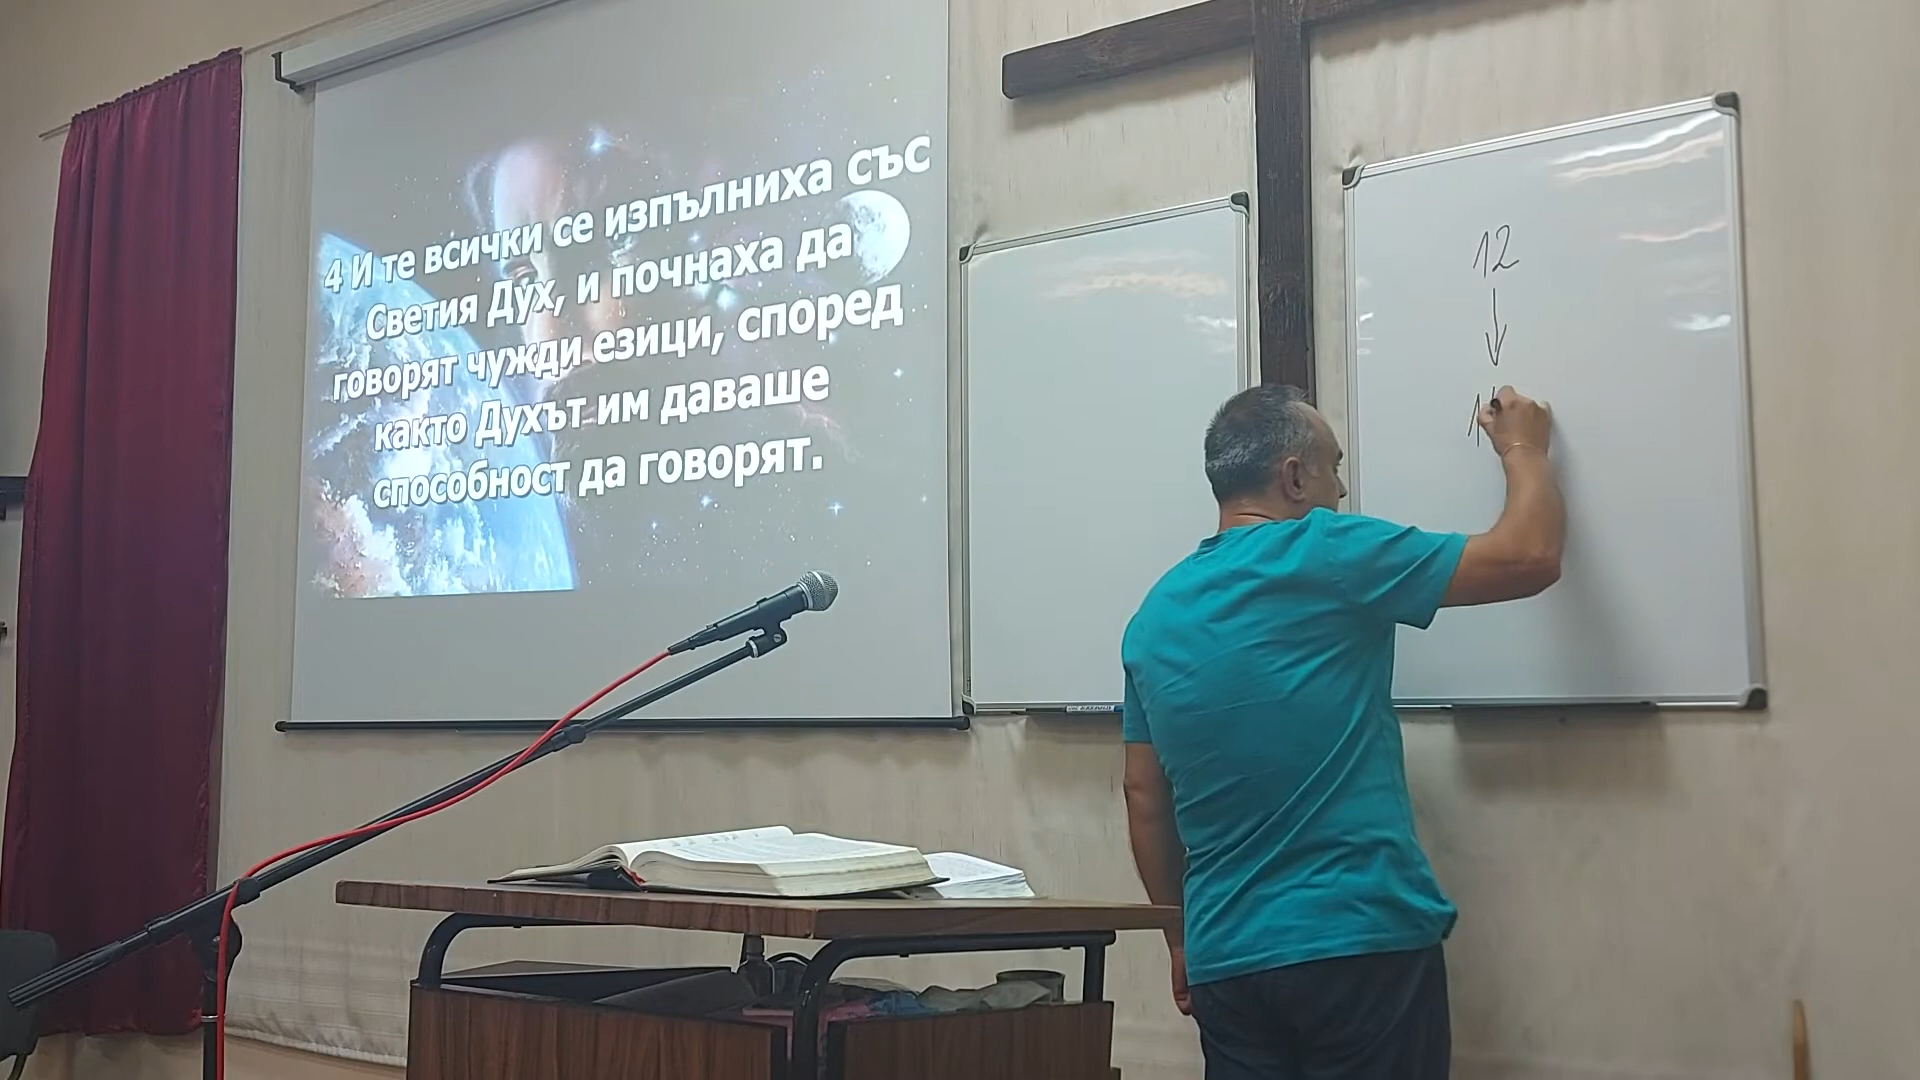 4 И те всички се изпълниха със
Светия Дух, и почнаха да
говорят чужди езици, според
както Духът им даваше
способност да говорят.
12
1